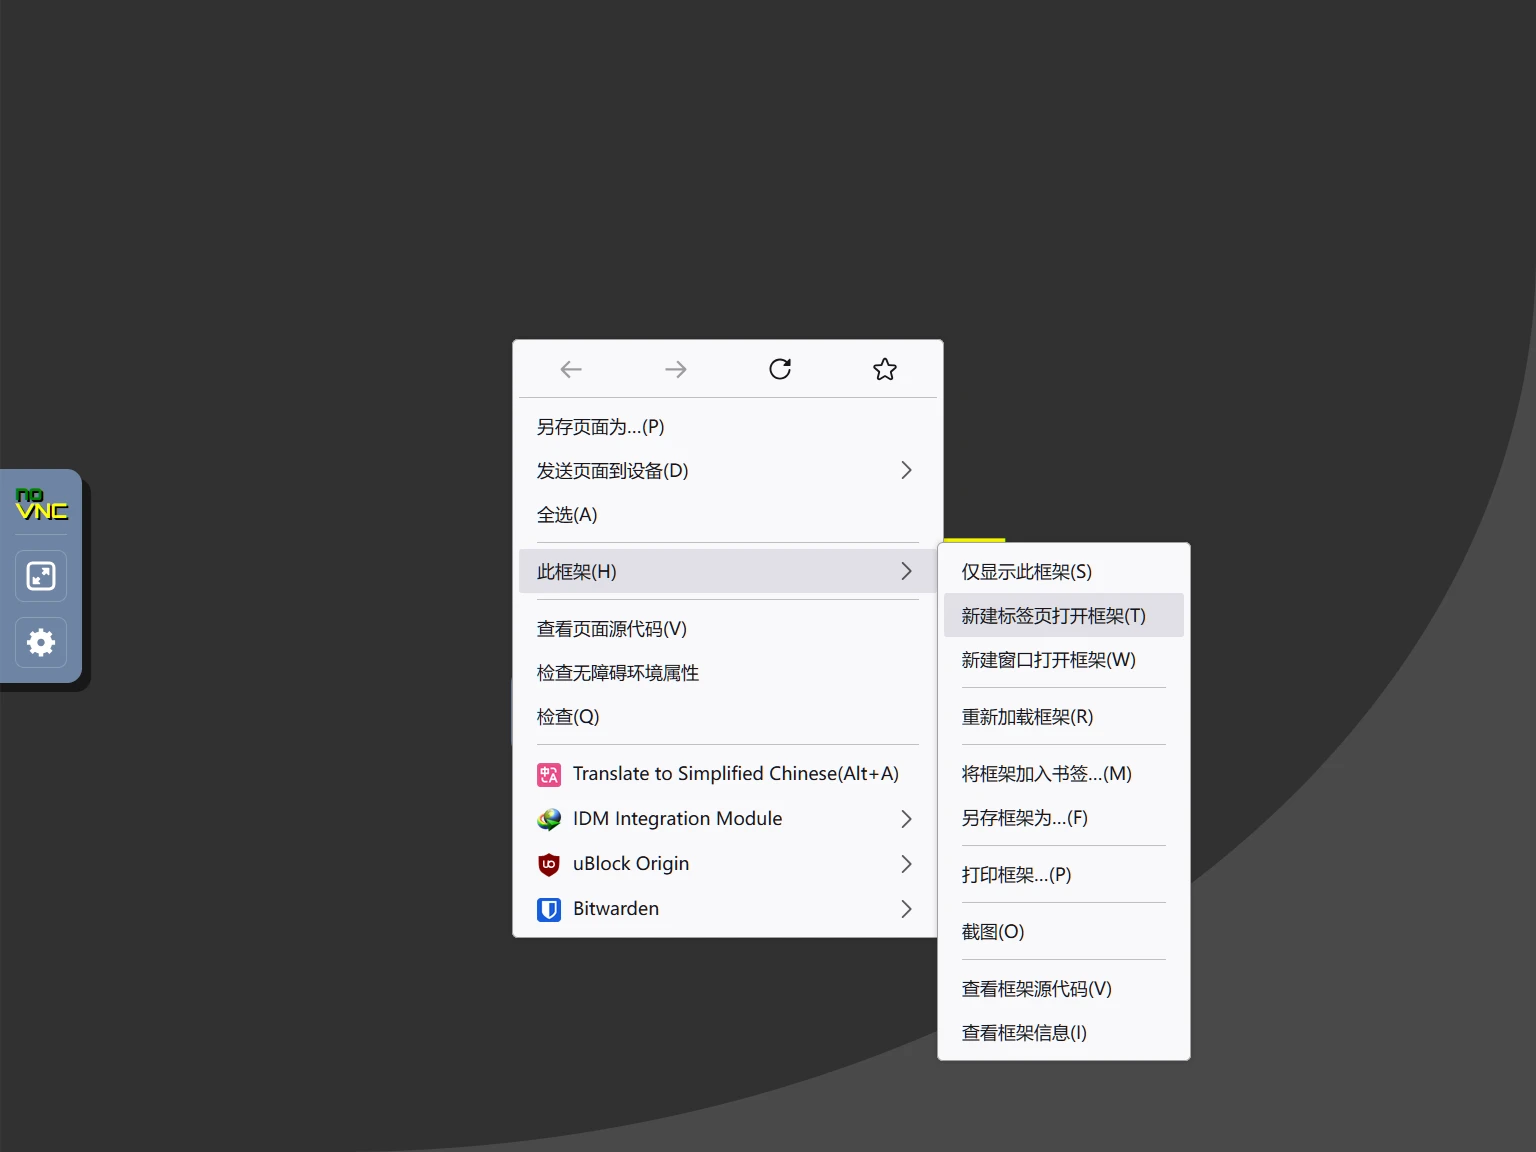 no
VNC
另存页面为...(P)
发送页面到设备(D)
全选(A)
此框架(H)
查看页面源代码(V)
检查无障碍环境属性
检查(Q)
Translate to Simplified Chinese(Alt+A)
IDM Integration Module
uBlock Origin
Bitwarden
仅显示此框架(S)
新建标签页打开框架(T)
新建窗口打开框架(W)
重新加载框架(R)
将框架加入书签...(M)
另存框架为...(F)
打印框架...(P)
截图(O)
查看框架源代码(V)
查看框架信息(I)